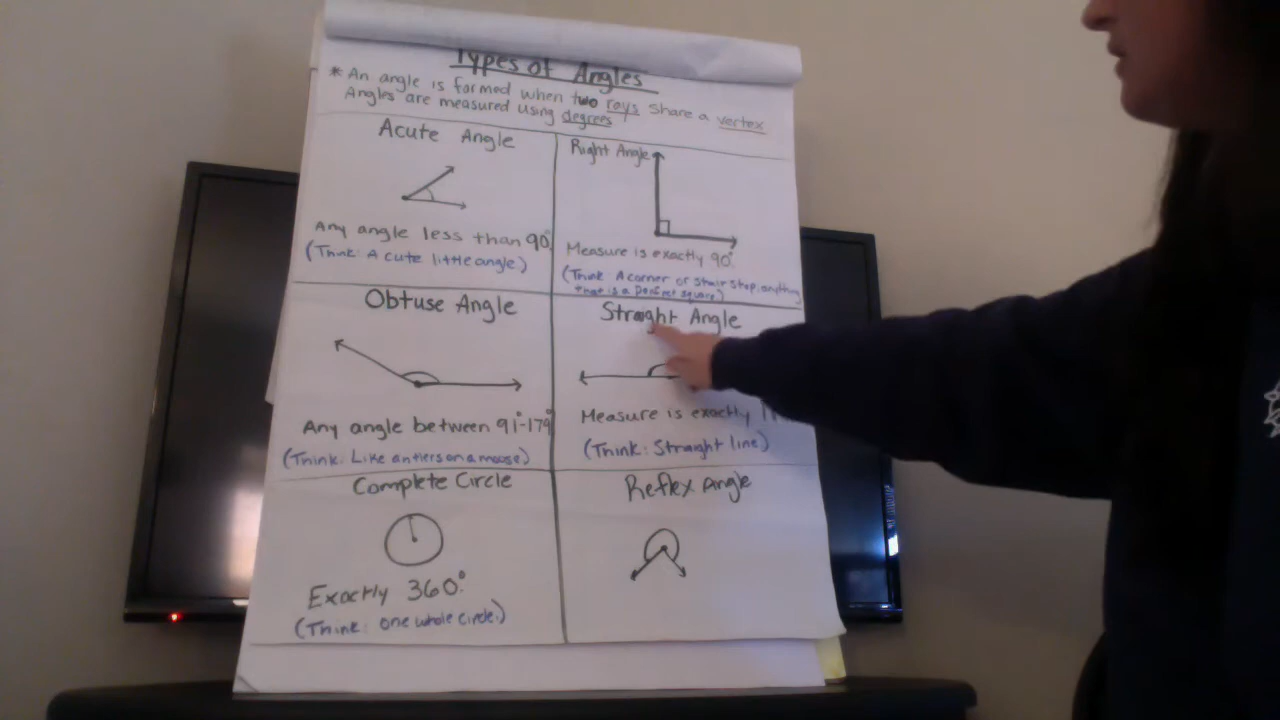 Types of Angles
* An angle is formed when two rays share a vertex
Angles are measured using degrees
Acute Angle
Any angle less than 90°
(Think: A cute little angle)
Right Angle
Measure is exactly 90°.
(Think: A corner or stair step, anything
that is a perfect square)
Obtuse Angle
Any angle between 91°-179°
(Think: Like antlers on a moose)
Straight Angle
Measure is exactly
(Think: Straight line)
Complete Circle
Exactly 360°.
(Think: one whole circle.)
Reflex Angle